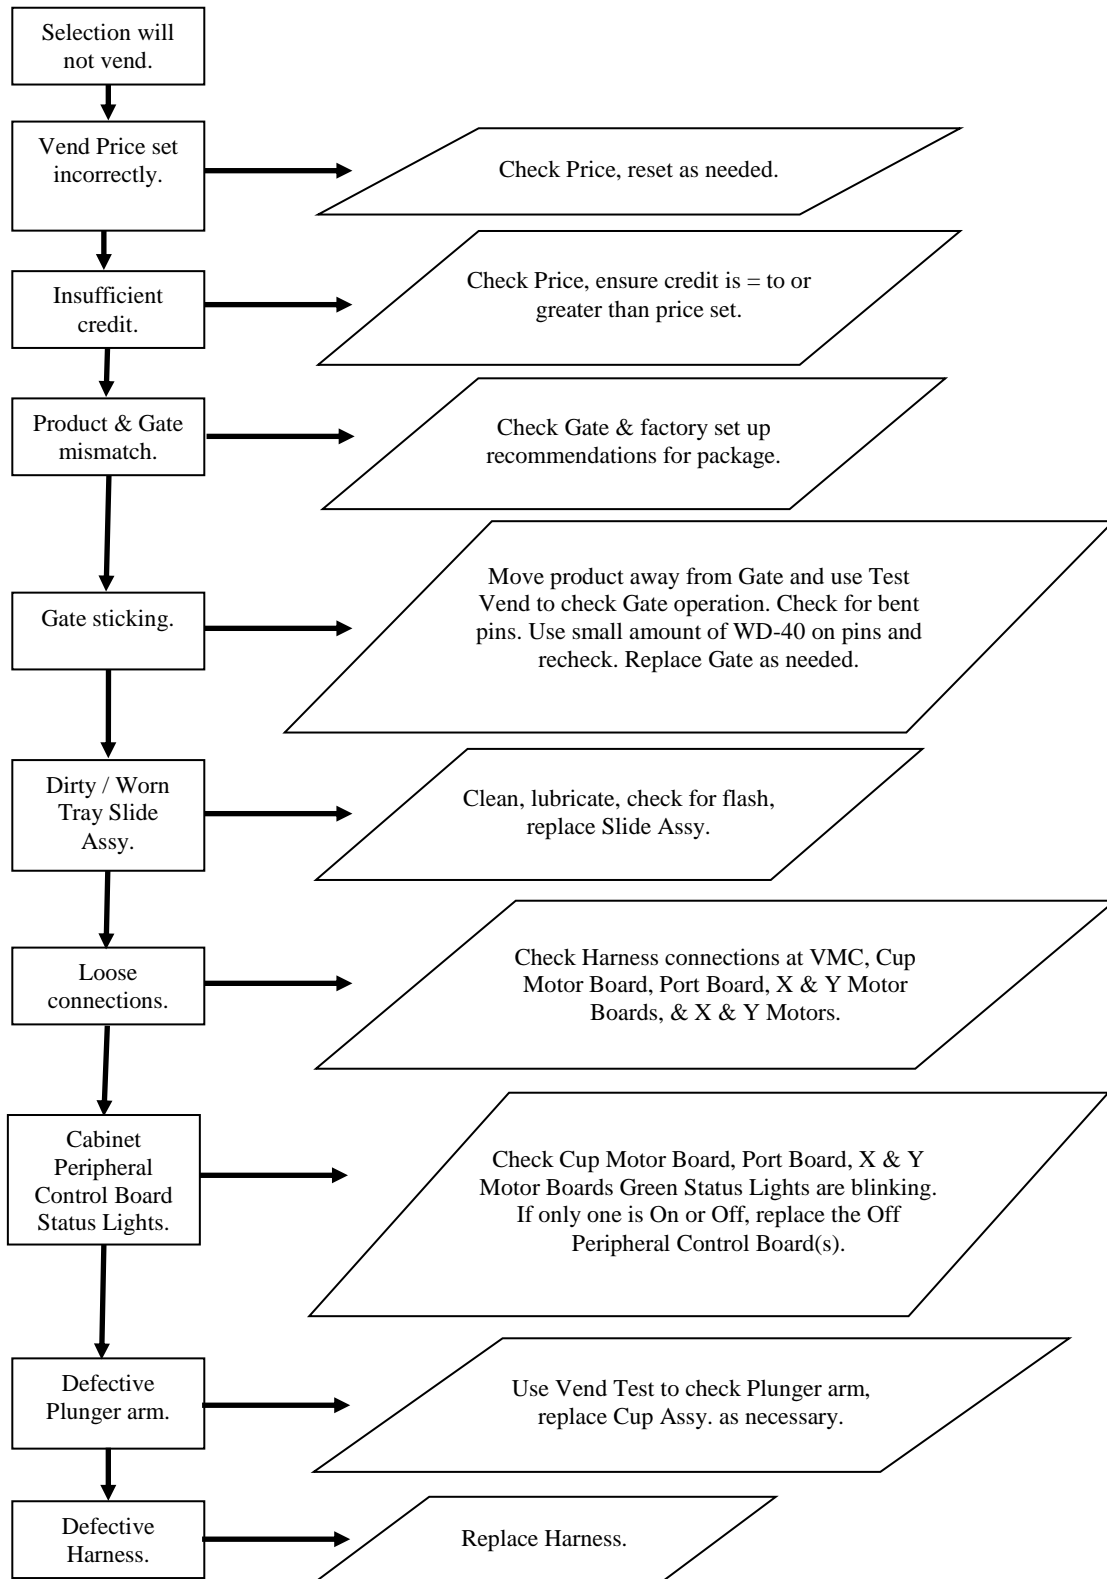 Selection will
not vend.
Vend Price set
incorrectly.
Check Price, reset as needed.
Insufficient
credit.
Check Price, ensure credit is = to or
greater than price set.
Product & Gate
mismatch.
Check Gate & factory set up
recommendations for package.
Gate sticking.
Move product away from Gate and use Test
Vend to check Gate operation. Check for bent
pins. Use small amount of WD-40 on pins and
recheck. Replace Gate as needed.
Dirty / Worn
Tray Slide
Assy.
Clean, lubricate, check for flash,
replace Slide Assy.
Loose
connections.
Check Harness connections at VMC, Cup
Motor Board, Port Board, X & Y Motor
Boards, & X & Y Motors.
Cabinet
Peripheral
Control Board
Status Lights.
Check Cup Motor Board, Port Board, X & Y
Motor Boards Green Status Lights are blinking.
If only one is On or Off, replace the Off
Peripheral Control Board(s).
Defective
Plunger arm.
Use Vend Test to check Plunger arm,
replace Cup Assy. as necessary.
Defective
Harness.
Replace Harness.